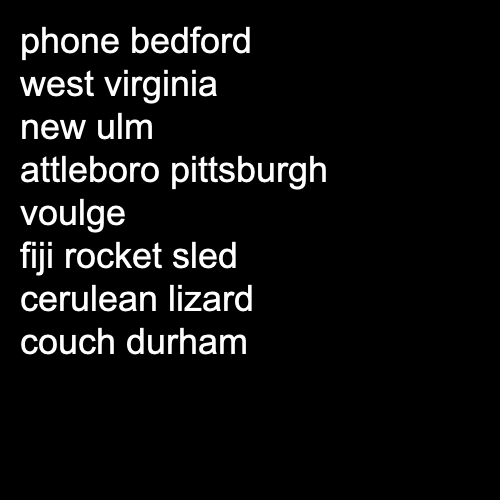 phone bedford
west virginia
new ulm
attleboro pittsburgh
voulge
fiji rocket sled
cerulean lizard
couch durham